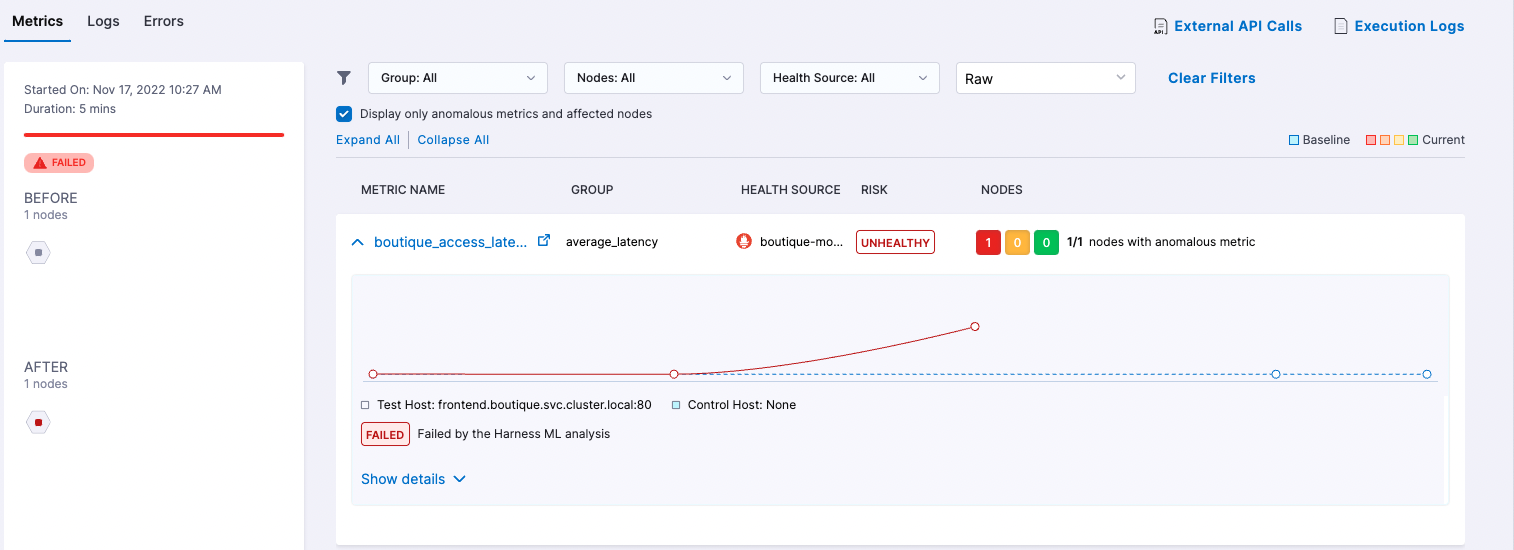 Metrics Logs Errors
External API Calls Execution Logs
Started On: Nov 17, 2022 10:27 AM
Duration: 5 mins
FAILED
BEFORE
1 nodes
AFTER
1 nodes
Group: All Nodes: All Health Source: All Raw Clear Filters
Display only anomalous metrics and affected nodes
Expand All Collapse All
Baseline Current
METRIC NAME GROUP HEALTH SOURCE RISK NODES
boutique_access_late... average_latency boutique-mo... UNHEALTHY 1 0 0 1/1 nodes with anomalous metric
Test Host: frontend.boutique.svc.cluster.local:80 Control Host: None
FAILED Failed by the Harness ML analysis
Show details